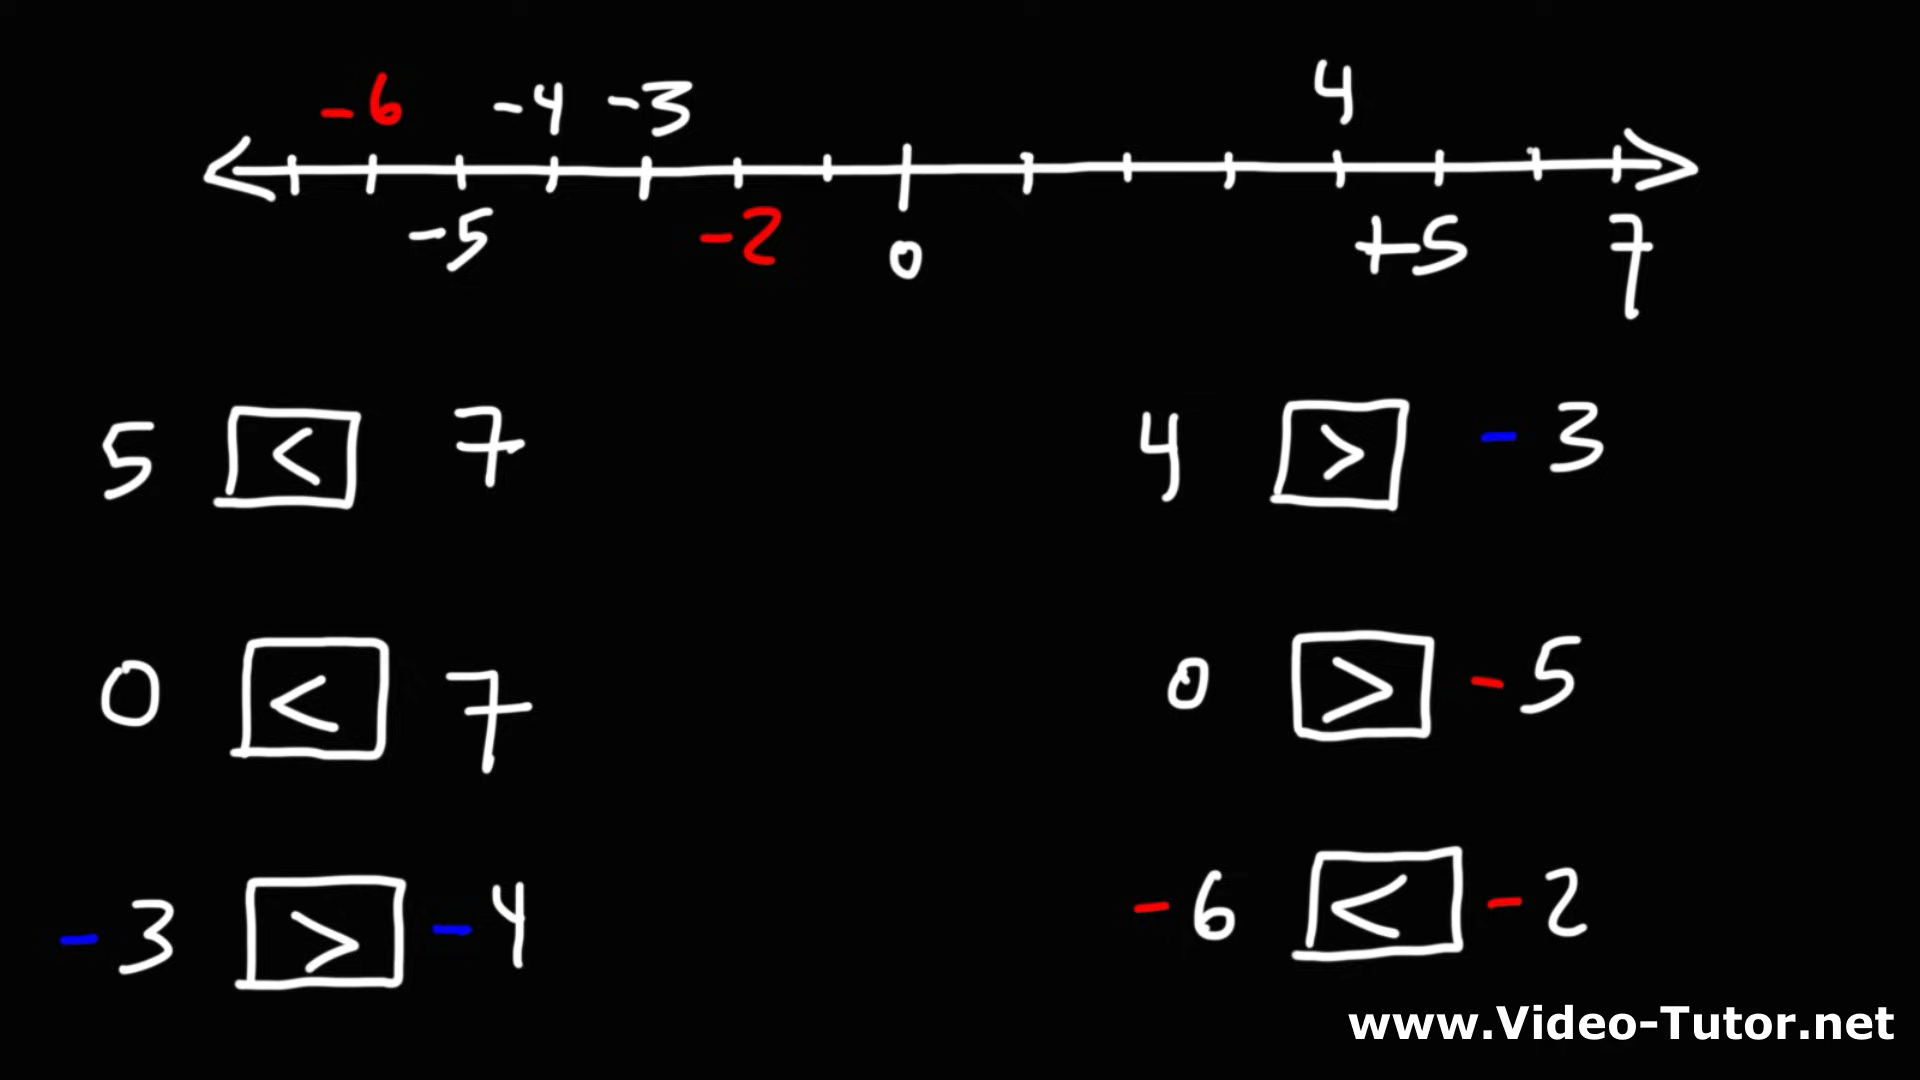 -6 -4 -3 4
-5 -2 0 +5 7
5 < 7 4 > -3
0 < 7 0 > -5
-3 > -4 -6 < -2
www.Video-Tutor.net